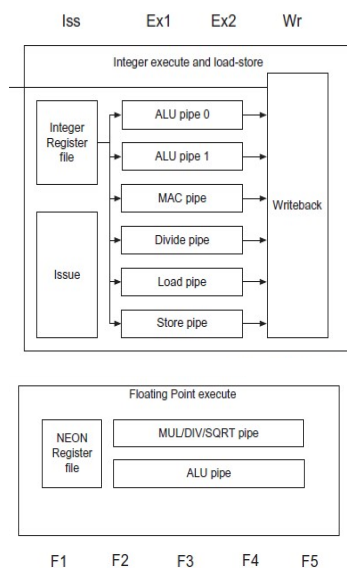 Iss Ex1 Ex2 Wr
Integer execute and load-store
Integer
Register
file
ALU pipe 0
ALU pipe 1
MAC pipe
Divide pipe
Load pipe
Store pipe
Issue
Writeback
Floating Point execute
NEON
Register
file
MUL/DIV/SQRT pipe
ALU pipe
F1 F2 F3 F4 F5